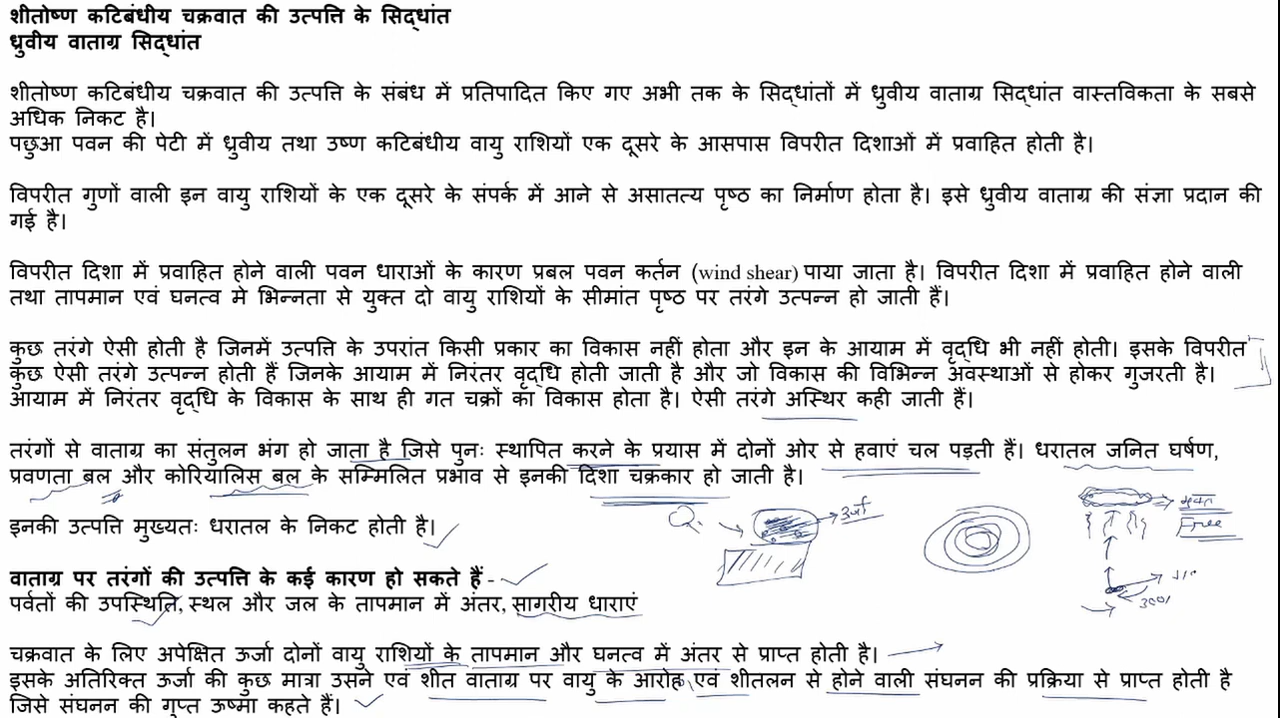 शीतोष्ण कटिबंधीय चक्रवात की उत्पत्ति के सिद्धांत
ध्रुवीय वाताग्र सिद्धांत
शीतोष्ण कटिबंधीय चक्रवात की उत्पत्ति के संबंध में प्रतिपादित किए गए अभी तक के सिद्धांतों में ध्रुवीय वाताग्र सिद्धांत वास्तविकता के सबसे
अधिक निकट है।
पछुआ पवन की पेटी में ध्रुवीय तथा उष्ण कटिबंधीय वायु राशियों एक दूसरे के आसपास विपरीत दिशाओं में प्रवाहित होती है।
विपरीत गुणों वाली इन वायु राशियों के एक दूसरे के संपर्क में आने से असातत्य पृष्ठ का निर्माण होता है। इसे ध्रुवीय वाताग्र की संज्ञा प्रदान की
गई है।
विपरीत दिशा में प्रवाहित होने वाली पवन धाराओं के कारण प्रबल पवन कर्तन (wind shear) पाया जाता है। विपरीत दिशा में प्रवाहित होने वाली
तथा तापमान एवं घनत्व मे भिन्नता से युक्त दो वायु राशियों के सीमांत पृष्ठ पर तरंगे उत्पन्न हो जाती हैं।
कुछ तरंगे ऐसी होती है जिनमें उत्पत्ति के उपरांत किसी प्रकार का विकास नहीं होता और इन के आयाम में वृद्धि भी नहीं होती। इसके विपरीत
कुछ ऐसी तरंगे उत्पन्न होती हैं जिनके आयाम में निरंतर वृद्धि होती जाती है और जो विकास की विभिन्न अवस्थाओं से होकर गुजरती है।
आयाम में निरंतर वृद्धि के विकास के साथ ही गत चक्रों का विकास होता है। ऐसी तरंगे अस्थिर कही जाती हैं।
तरंगों से वाताग्र का संतुलन भंग हो जाता है जिसे पुनः स्थापित करने के प्रयास में दोनों ओर से हवाएं चल पड़ती हैं। धरातल जनित घर्षण,
प्रवणता बल और कोरियालिस बल के सम्मिलित प्रभाव से इनकी दिशा चक्रकार हो जाती है।
इनकी उत्पत्ति मुख्यतः धरातल के निकट होती है।
Free
वाताग्र पर तरंगों की उत्पत्ति के कई कारण हो सकते हैं-
पर्वतों की उपस्थिति, स्थल और जल के तापमान में अंतर, सागरीय धाराएं
चक्रवात के लिए अपेक्षित ऊर्जा दोनों वायु राशियों के तापमान और घनत्व में अंतर से प्राप्त होती है।
इसके अतिरिक्त ऊर्जा की कुछ मात्रा उसने एवं शीत वाताग्र पर वायु के आरोह एवं शीतलन से होने वाली संघनन की प्रक्रिया से प्राप्त होती है
जिसे संघनन की गुप्त ऊष्मा कहते हैं।